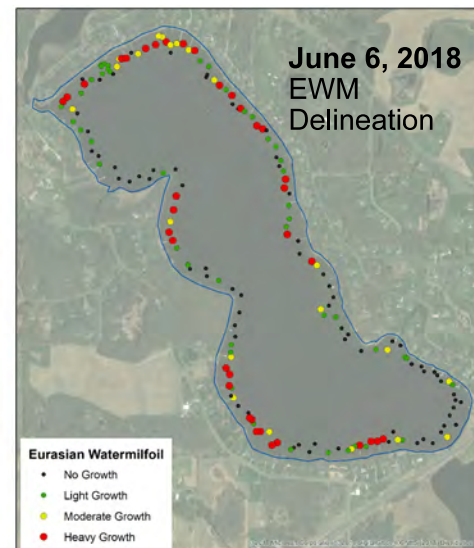 June 6, 2018
EWM
Delineation
Eurasian Watermilfoil
No Growth
Light Growth
Moderate Growth
Heavy Growth